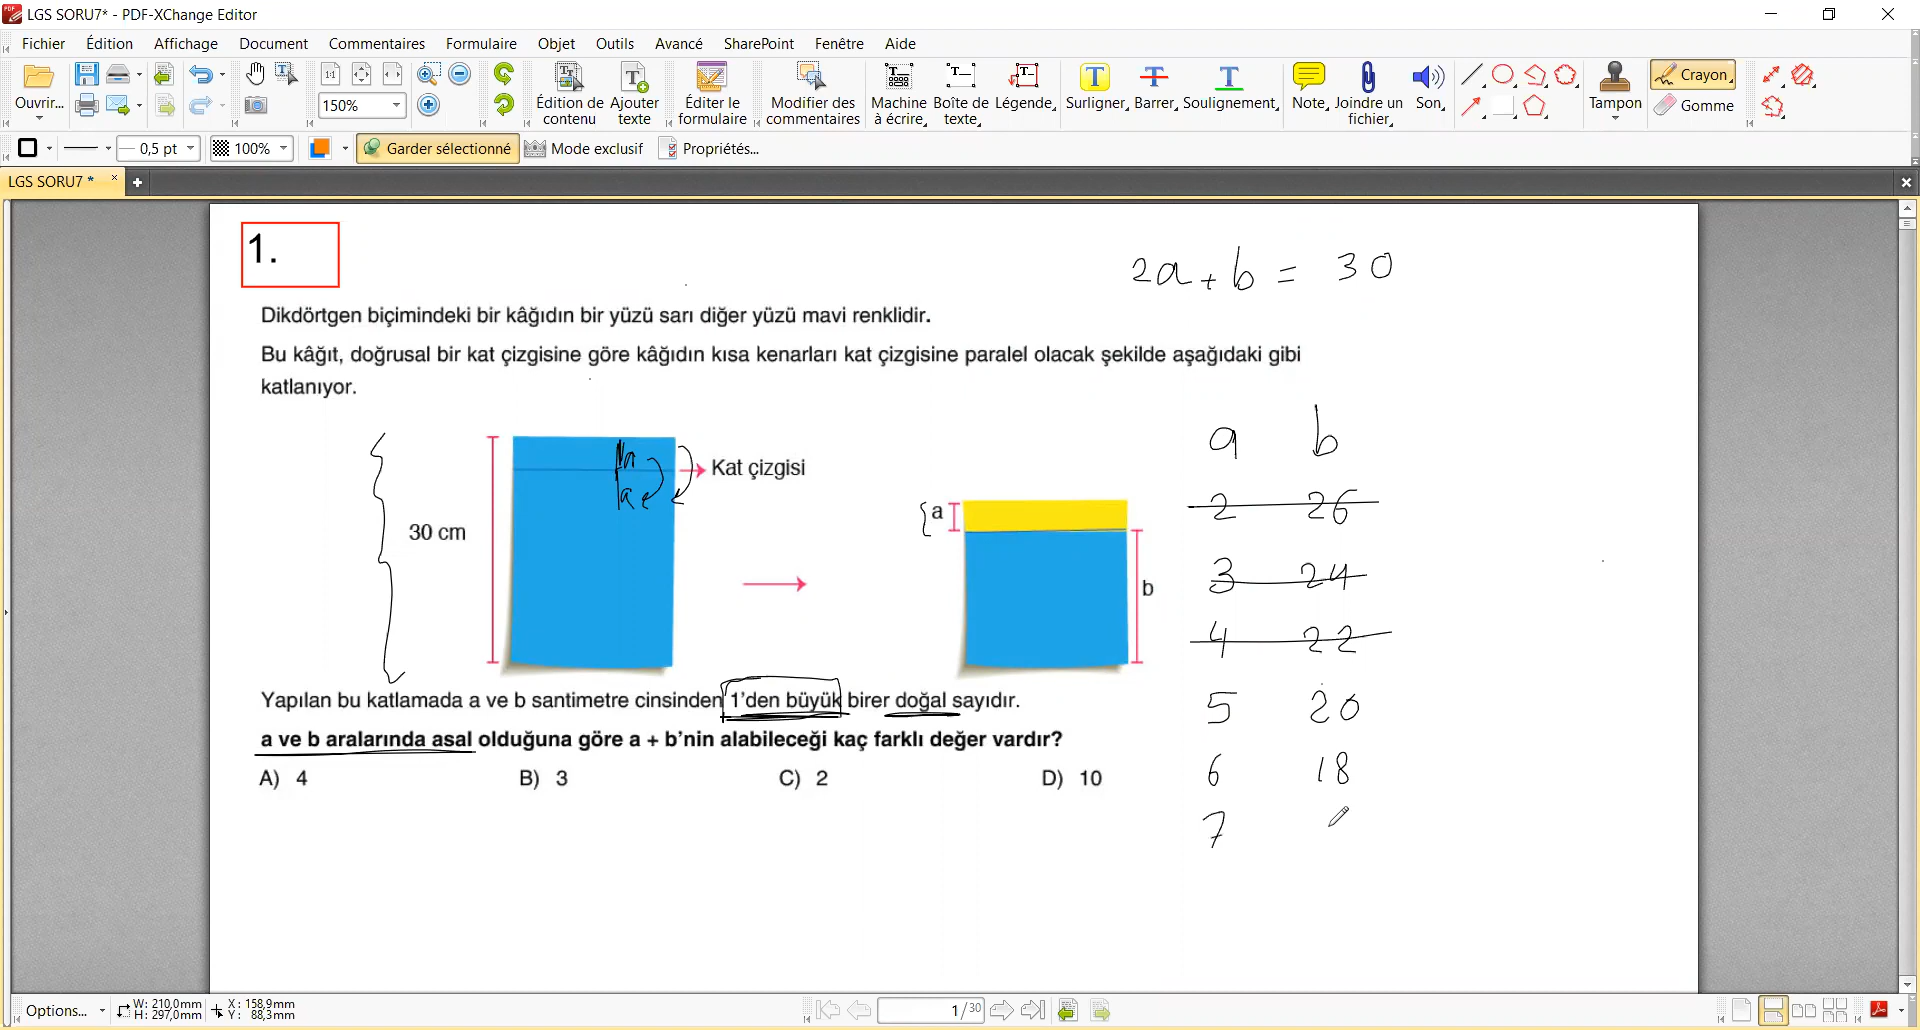 LGS SORU7* - PDF-XChange Editor
Fichier Édition Affichage Document Commentaires Formulaire Objet Outils Avancé SharePoint Fenêtre Aide
Ouvrir...
150%
Édition de contenu
Ajouter texte
Éditer le formulaire
Modifier des commentaires
Machine à écrire
Boîte de texte
Légende
Surligner
Barrer
Soulignement
Note
Joindre un fichier
Son
Tampon
Crayon
Gomme
0,5 pt 100% Garder sélectionné Mode exclusif Propriétés...
LGS SORU7 *
1.
2a + b = 30
Dikdörtgen biçimindeki bir kâğıdın bir yüzü sarı diğer yüzü mavi renklidir.
Bu kâğıt, doğrusal bir kat çizgisine göre kâğıdın kısa kenarları kat çizgisine paralel olacak şekilde aşağıdaki gibi
katlanıyor.
a
a
Kat çizgisi
30 cm
a
b
a b
2 26
3 24
4 22
5 20
6 18
7
Yapılan bu katlamada a ve b santimetre cinsinden 1'den büyük birer doğal sayıdır.
a ve b aralarında asal olduğuna göre a + b'nin alabileceği kaç farklı değer vardır?
A) 4 B) 3 C) 2 D) 10
Options... W: 210,0mm X: 158,9mm
H: 297,0mm Y: 88,3mm
1/30